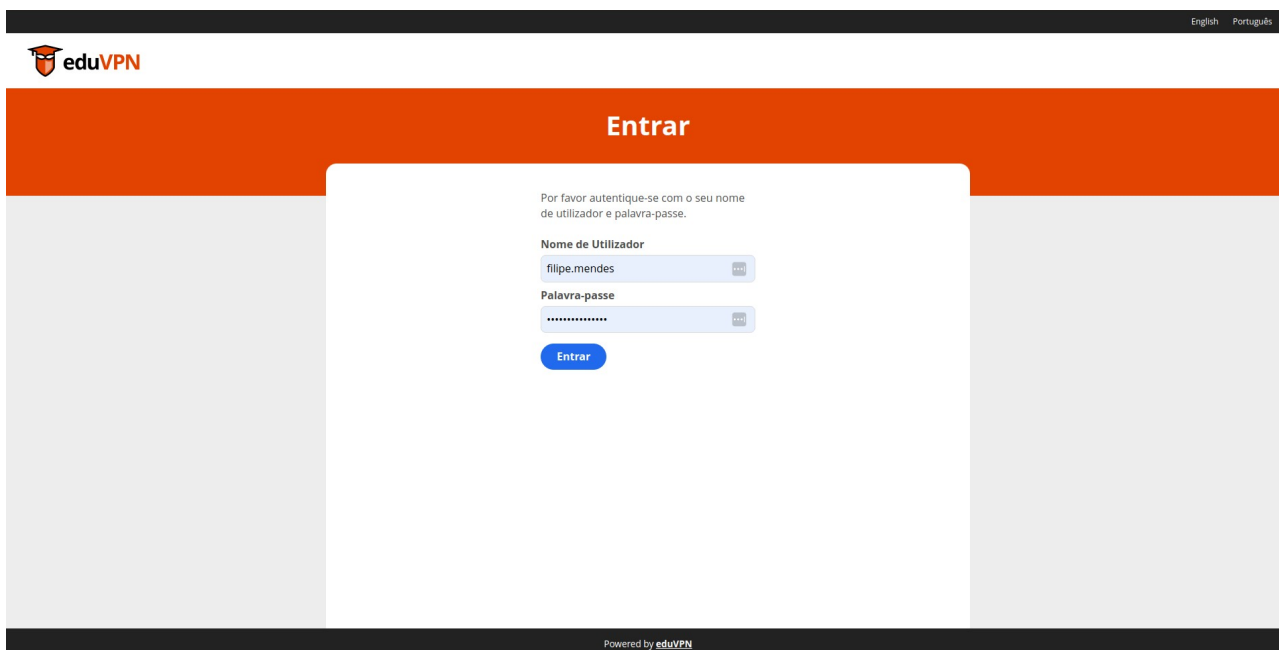 English Português
eduVPN
Entrar
Por favor autentique-se com o seu nome
de utilizador e palavra-passe.
Nome de Utilizador
filipe.mendes
Palavra-passe
•••••••••••••••
Entrar
Powered by eduVPN